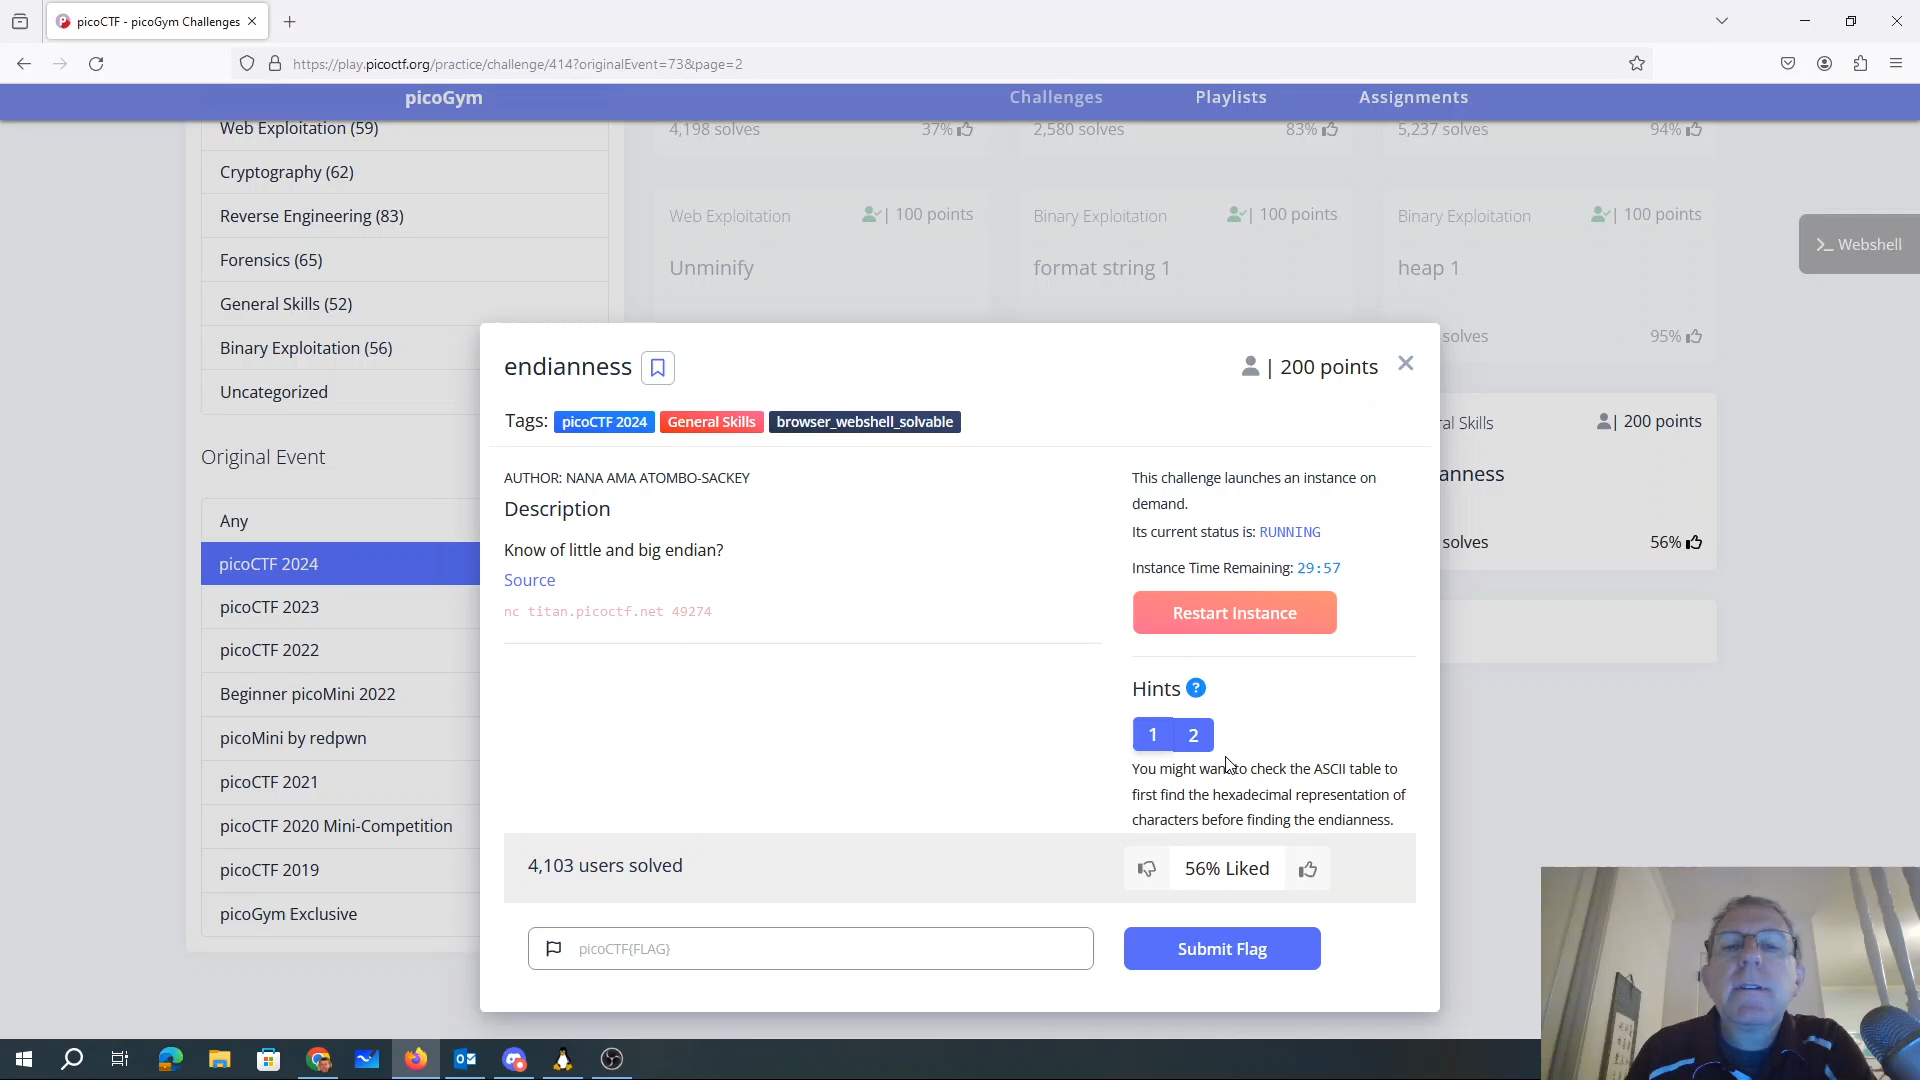 picoCTF - picoGym Challenges
https://play.picoctf.org/practice/challenge/414?originalEvent=73&page=2
picoGym
Challenges
Playlists
Assignments
Web Exploitation (59)
Cryptography (62)
Reverse Engineering (83)
Forensics (65)
General Skills (52)
Binary Exploitation (56)
Uncategorized
Original Event
Any
picoCTF 2024
picoCTF 2023
picoCTF 2022
Beginner picoMini 2022
picoMini by redpwn
picoCTF 2021
picoCTF 2020 Mini-Competition
picoCTF 2019
picoGym Exclusive
4,198 solves 37%
2,580 solves 83%
5,237 solves 94%
Web Exploitation | 100 points
Unminify
Binary Exploitation | 100 points
format string 1
Binary Exploitation | 100 points
heap 1
solves 95%
>_ Webshell
al Skills | 200 points
anness
solves 56%
endianness
| 200 points
Tags: picoCTF 2024 General Skills browser_webshell_solvable
AUTHOR: NANA AMA ATOMBO-SACKEY
Description
Know of little and big endian?
Source
nc titan.picoctf.net 49274
This challenge launches an instance on
demand.
Its current status is: RUNNING
Instance Time Remaining: 29:57
Restart Instance
Hints ?
1 2
You might want to check the ASCII table to
first find the hexadecimal representation of
characters before finding the endianness.
4,103 users solved
56% Liked
picoCTF{FLAG}
Submit Flag